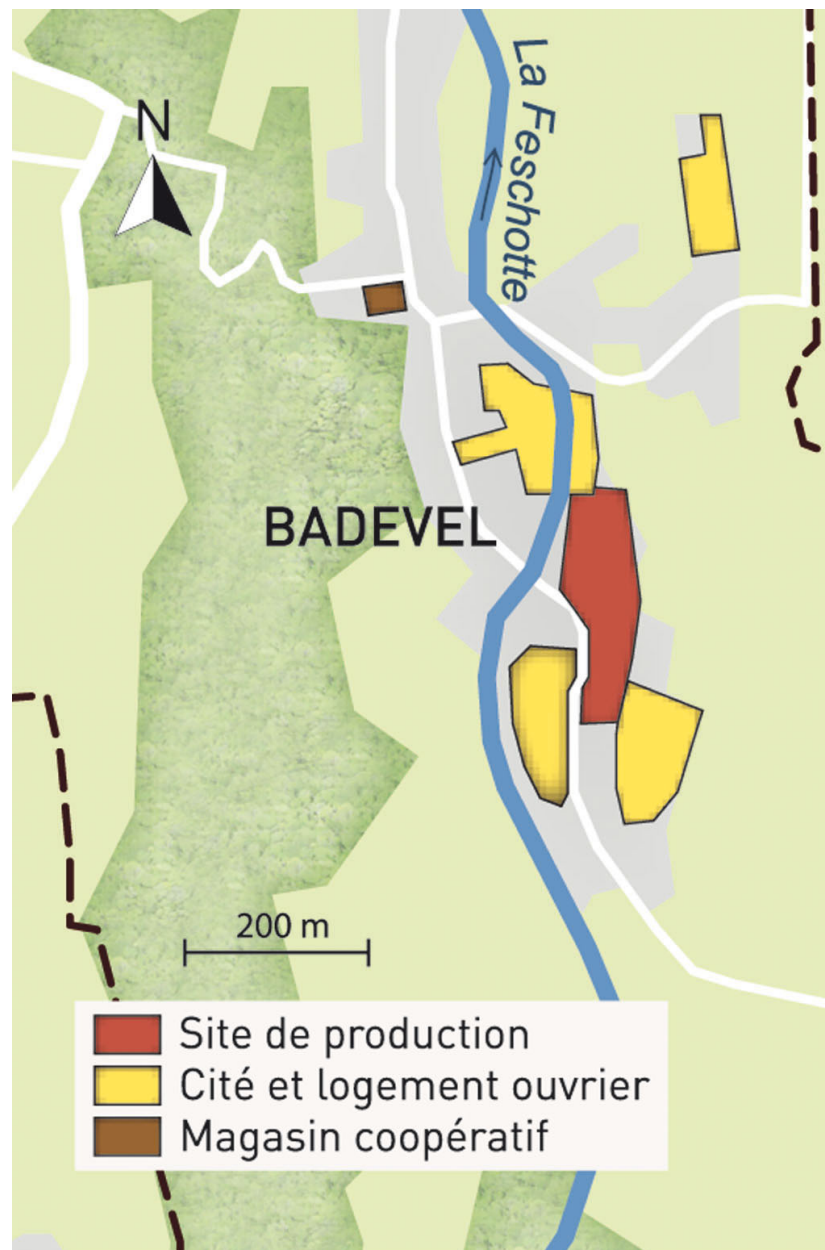 N
La Feschotte
BADEVEL
200 m
Site de production
Cité et logement ouvrier
Magasin coopératif